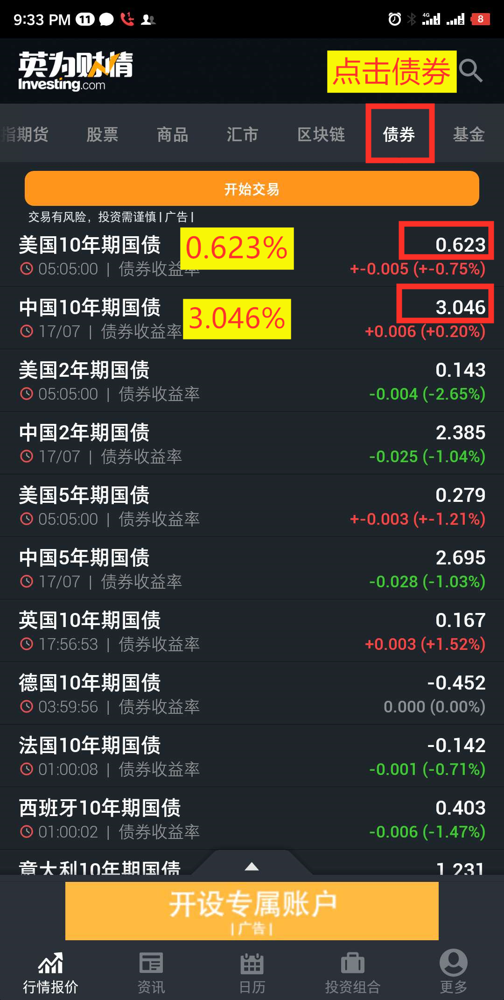 9:33 PM 11 1 4G 1 2 8
英为财情
Investing.com
点击债券
指期货 股票 商品 汇市 区块链 债券 基金
开始交易
交易有风险，投资需谨慎 | 广告 |
美国10年期国债 0.623% 0.623
05:05:00 | 债券收益率 +-0.005 (+-0.75%)
中国10年期国债 3.046% 3.046
17/07 | 债券收益率 +0.006 (+0.20%)
美国2年期国债 0.143
05:05:00 | 债券收益率 -0.004 (-2.65%)
中国2年期国债 2.385
17/07 | 债券收益率 -0.025 (-1.04%)
美国5年期国债 0.279
05:05:00 | 债券收益率 +-0.003 (+-1.21%)
中国5年期国债 2.695
17/07 | 债券收益率 -0.028 (-1.03%)
英国10年期国债 0.167
17:56:53 | 债券收益率 +0.003 (+1.52%)
德国10年期国债 -0.452
03:59:56 | 债券收益率 0.000 (0.00%)
法国10年期国债 -0.142
01:00:08 | 债券收益率 -0.001 (-0.71%)
西班牙10年期国债 0.403
01:00:02 | 债券收益率 -0.006 (-1.47%)
意大利10年期国债 1.231
开设专属账户
| 广告 |
行情报价 资讯 日历 投资组合 更多